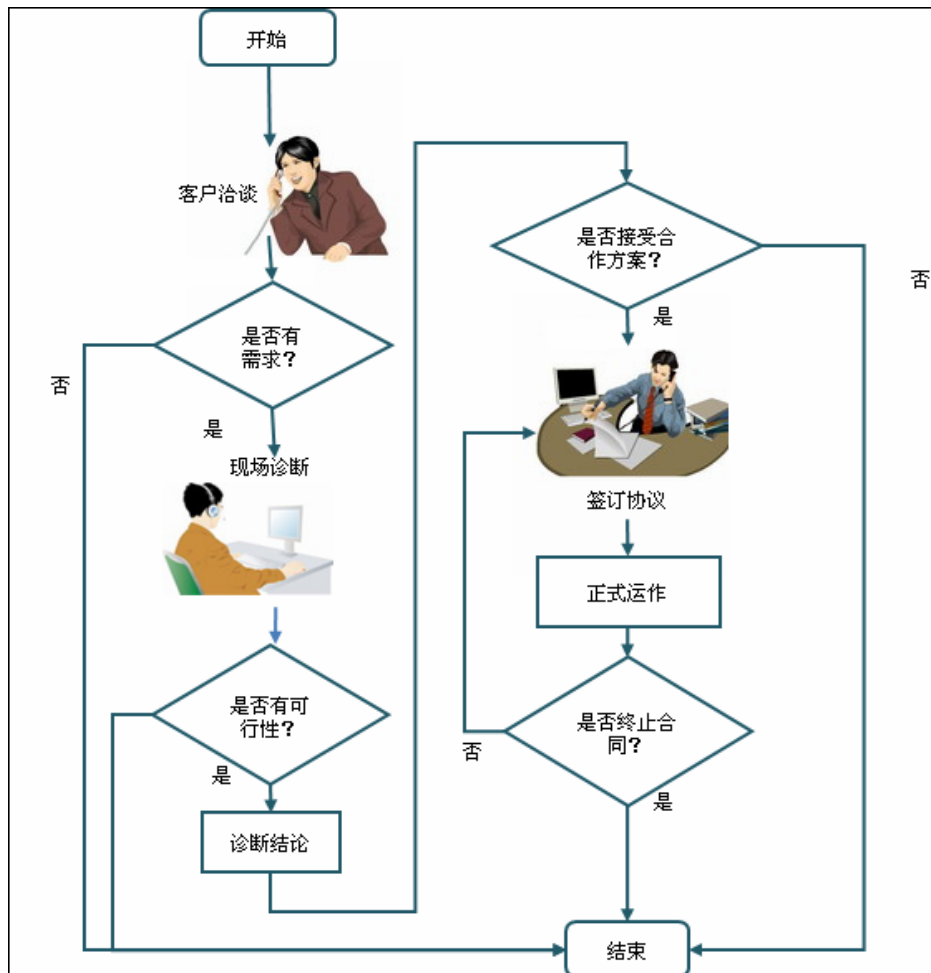 开始
客户洽谈
是否有
需求？
否
是
现场诊断
是否有可
行性？
是
诊断结论
是否接受合
作方案？
否
是
签订协议
正式运作
是否终止合
同？
否
是
结束